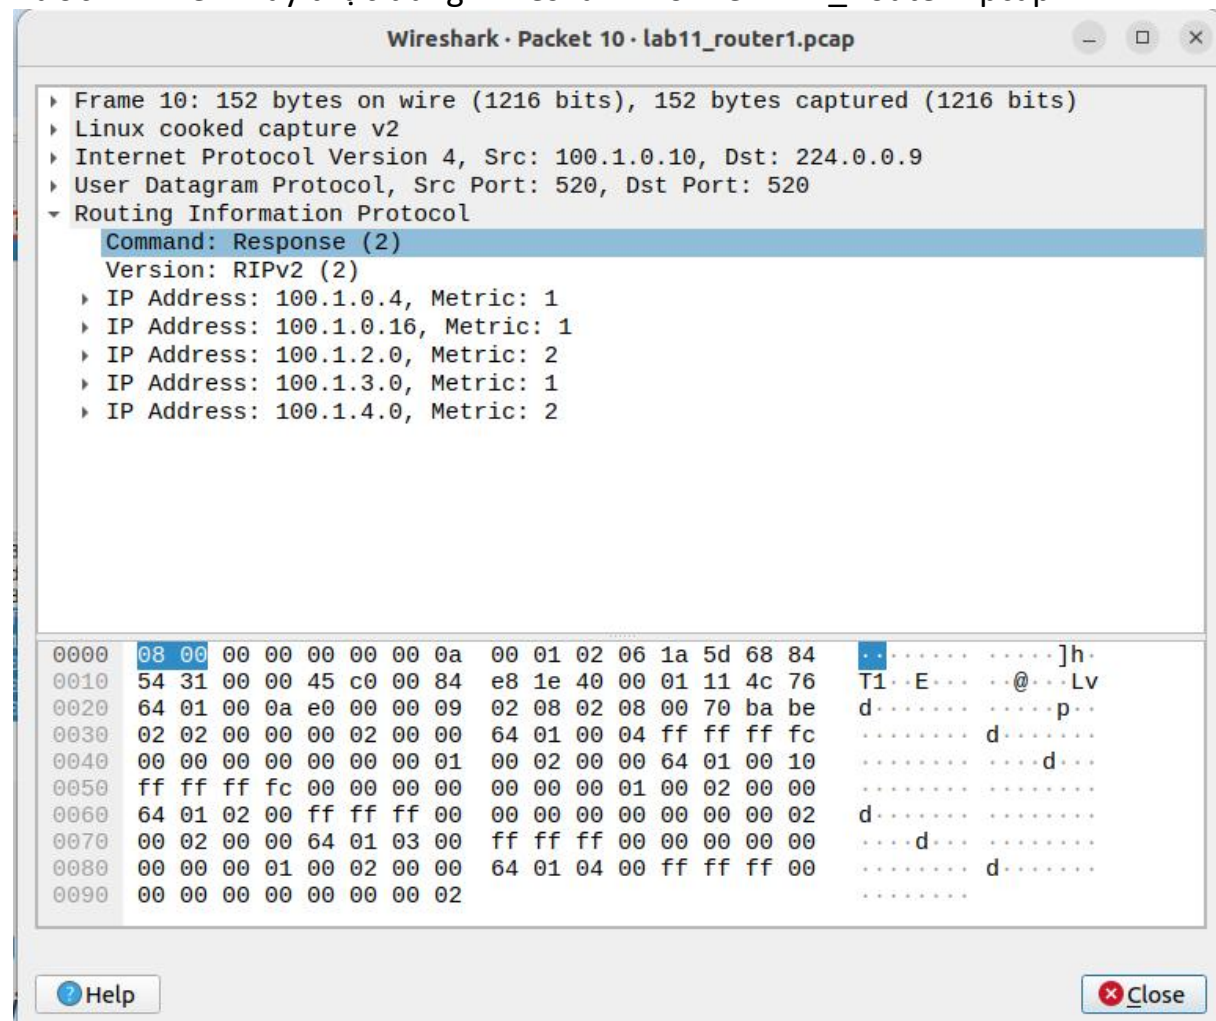 Wireshark · Packet 10 · lab11_router1.pcap
Frame 10: 152 bytes on wire (1216 bits), 152 bytes captured (1216 bits)
Linux cooked capture v2
Internet Protocol Version 4, Src: 100.1.0.10, Dst: 224.0.0.9
User Datagram Protocol, Src Port: 520, Dst Port: 520
Routing Information Protocol
Command: Response (2)
Version: RIPv2 (2)
IP Address: 100.1.0.4, Metric: 1
IP Address: 100.1.0.16, Metric: 1
IP Address: 100.1.2.0, Metric: 2
IP Address: 100.1.3.0, Metric: 1
IP Address: 100.1.4.0, Metric: 2
0000 08 00 00 00 00 00 00 0a 00 01 02 06 1a 5d 68 84 ·············]h·
0010 54 31 00 00 45 c0 00 84 e8 1e 40 00 01 11 4c 76 T1··E·····@···Lv
0020 64 01 00 0a e0 00 00 09 02 08 02 08 00 70 ba be d············p··
0030 02 02 00 00 00 02 00 00 64 01 00 04 ff ff ff fc ········d·······
0040 00 00 00 00 00 00 00 01 00 02 00 00 64 01 00 10 ············d···
0050 ff ff ff fc 00 00 00 00 00 00 00 01 00 02 00 00 ················
0060 64 01 02 00 ff ff ff 00 00 00 00 00 00 00 00 02 d···············
0070 00 02 00 00 64 01 03 00 ff ff ff 00 00 00 00 00 ····d···········
0080 00 00 00 01 00 02 00 00 64 01 04 00 ff ff ff 00 ········d·······
0090 00 00 00 00 00 00 00 02 ········
Help
Close